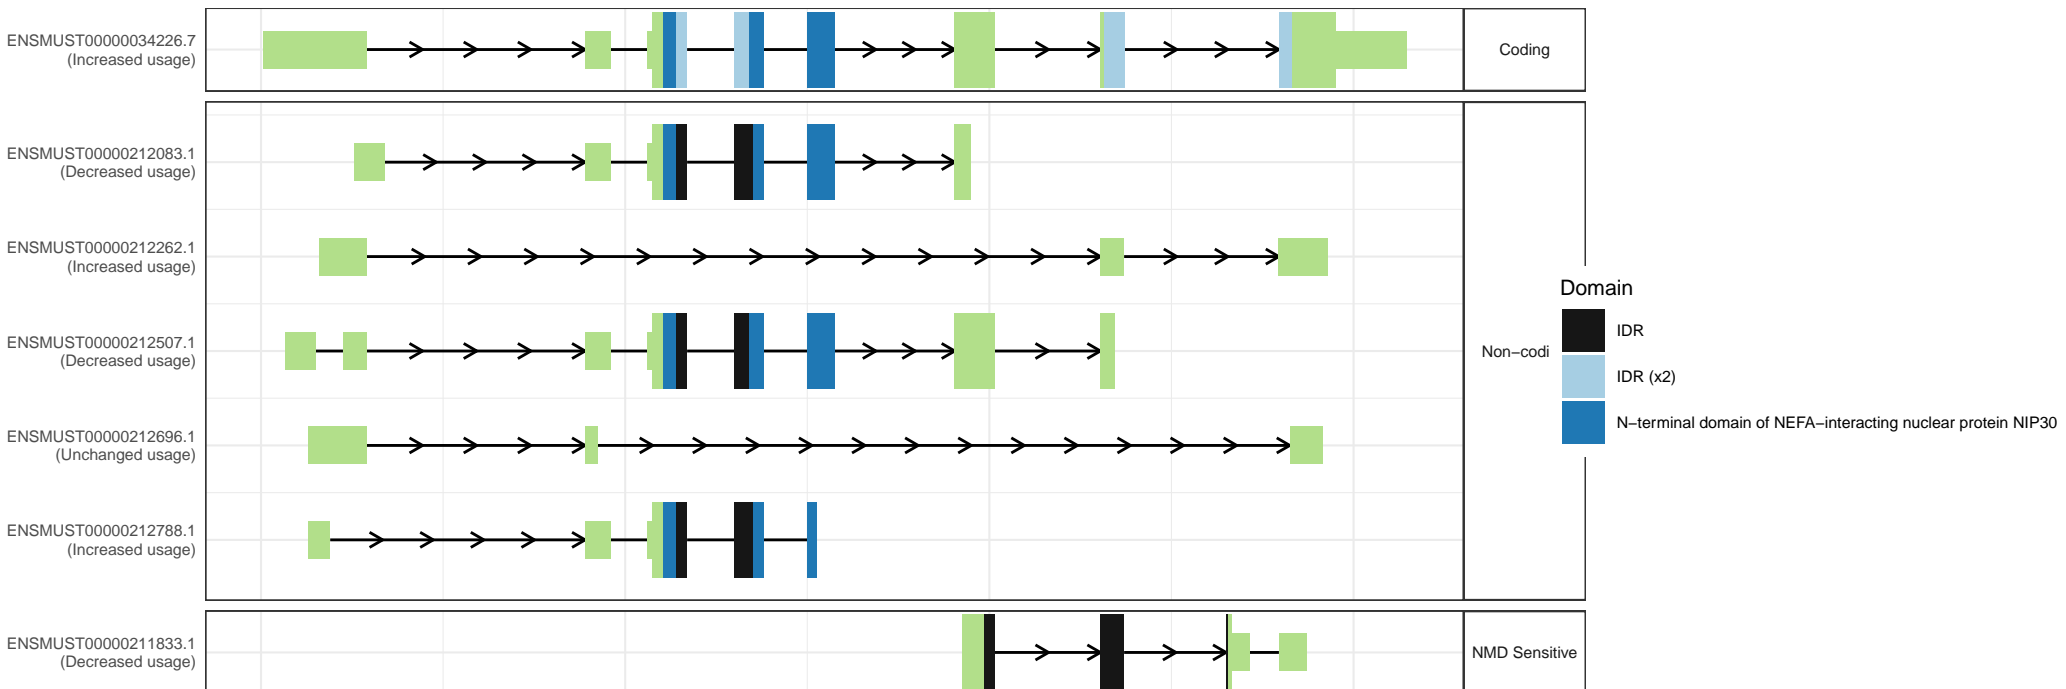 ENSMUST00000034226.7
(Increased usage)
Coding
ENSMUST00000212083.1
(Decreased usage)
ENSMUST00000212262.1
(Increased usage)
ENSMUST00000212507.1
(Decreased usage)
Non−codi
ENSMUST00000212696.1
(Unchanged usage)
ENSMUST00000212788.1
(Increased usage)
ENSMUST00000211833.1
(Decreased usage)
NMD Sensitive
Domain
IDR
IDR (x2)
N−terminal domain of NEFA−interacting nuclear protein NIP30